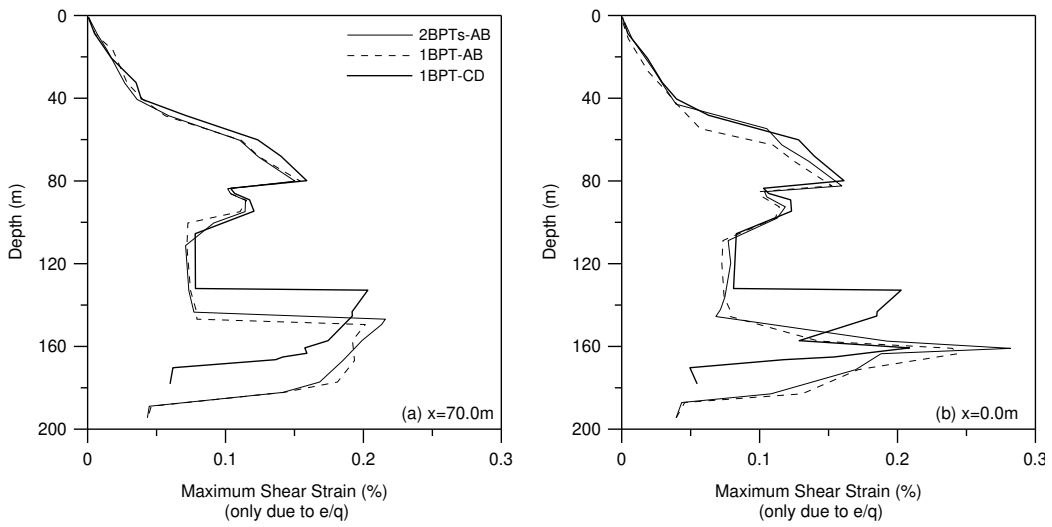 0
40
80
120
160
200
Depth (m)
2BPTs-AB
1BPT-AB
1BPT-CD
(a) x=70.0m
0
0.1
0.2
0.3
Maximum Shear Strain (%)
(only due to e/q)
0
40
80
120
160
200
Depth (m)
(b) x=0.0m
0
0.1
0.2
0.3
Maximum Shear Strain (%)
(only due to e/q)